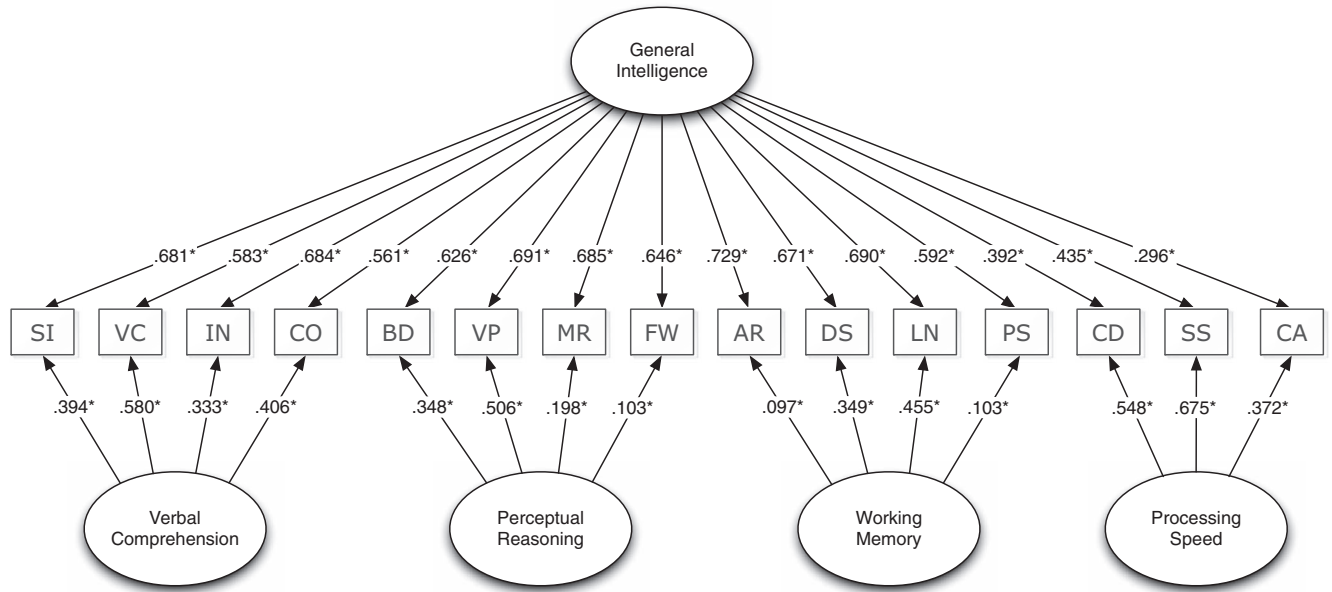 General
Intelligence
.681* .583* .684* .561* .626* .691* .685* .646* .729* .671* .690* .592* .392* .435* .296*
SI VC IN CO BD VP MR FW AR DS LN PS CD SS CA
.394* .580* .333* .406* .348* .506* .198* .103* .097* .349* .455* .103* .548* .675* .372*
Verbal
Comprehension
Perceptual
Reasoning
Working
Memory
Processing
Speed